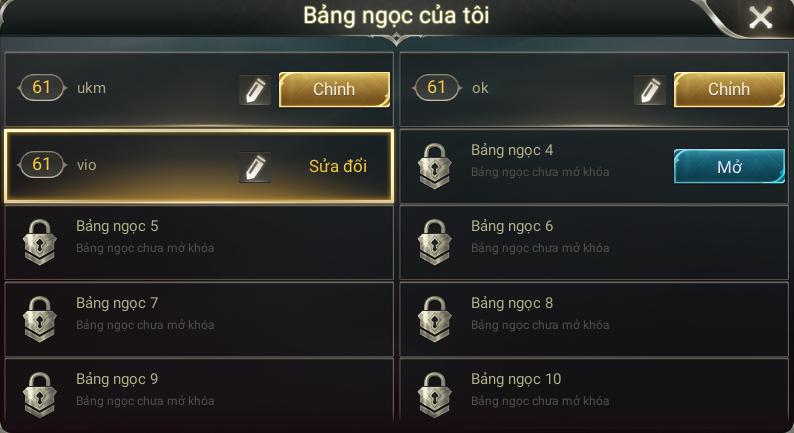 Bảng ngọc của tôi
61 ukm Chỉnh
61 ok Chỉnh
61 vio Sửa đổi
Bảng ngọc 4
Bảng ngọc chưa mở khóa
Mở
Bảng ngọc 5
Bảng ngọc chưa mở khóa
Bảng ngọc 6
Bảng ngọc chưa mở khóa
Bảng ngọc 7
Bảng ngọc chưa mở khóa
Bảng ngọc 8
Bảng ngọc chưa mở khóa
Bảng ngọc 9
Bảng ngọc chưa mở khóa
Bảng ngọc 10
Bảng ngọc chưa mở khóa